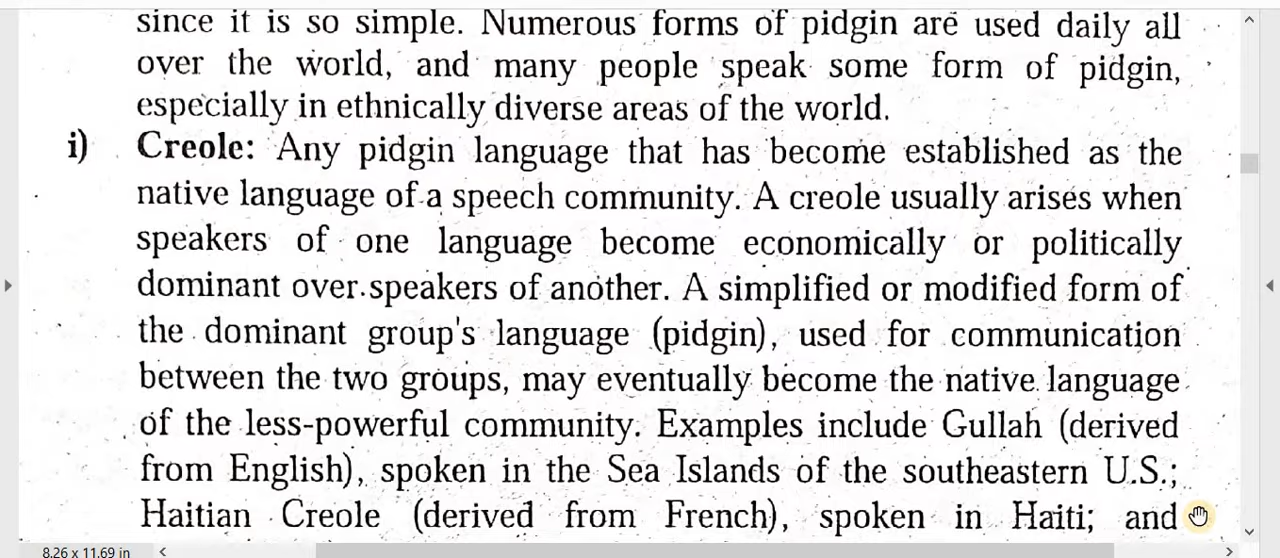 since it is so simple. Numerous forms of pidgin are used daily all
over the world, and many people speak some form of pidgin,
especially in ethnically diverse areas of the world.
i) Creole: Any pidgin language that has become established as the
native language of a speech community. A creole usually arises when
speakers of one language become economically or politically
dominant over speakers of another. A simplified or modified form of
the dominant group's language (pidgin), used for communication
between the two groups, may eventually become the native language
of the less-powerful community. Examples include Gullah (derived
from English), spoken in the Sea Islands of the southeastern U.S.;
Haitian Creole (derived from French), spoken in Haiti; and
8.26 x 11.69 in